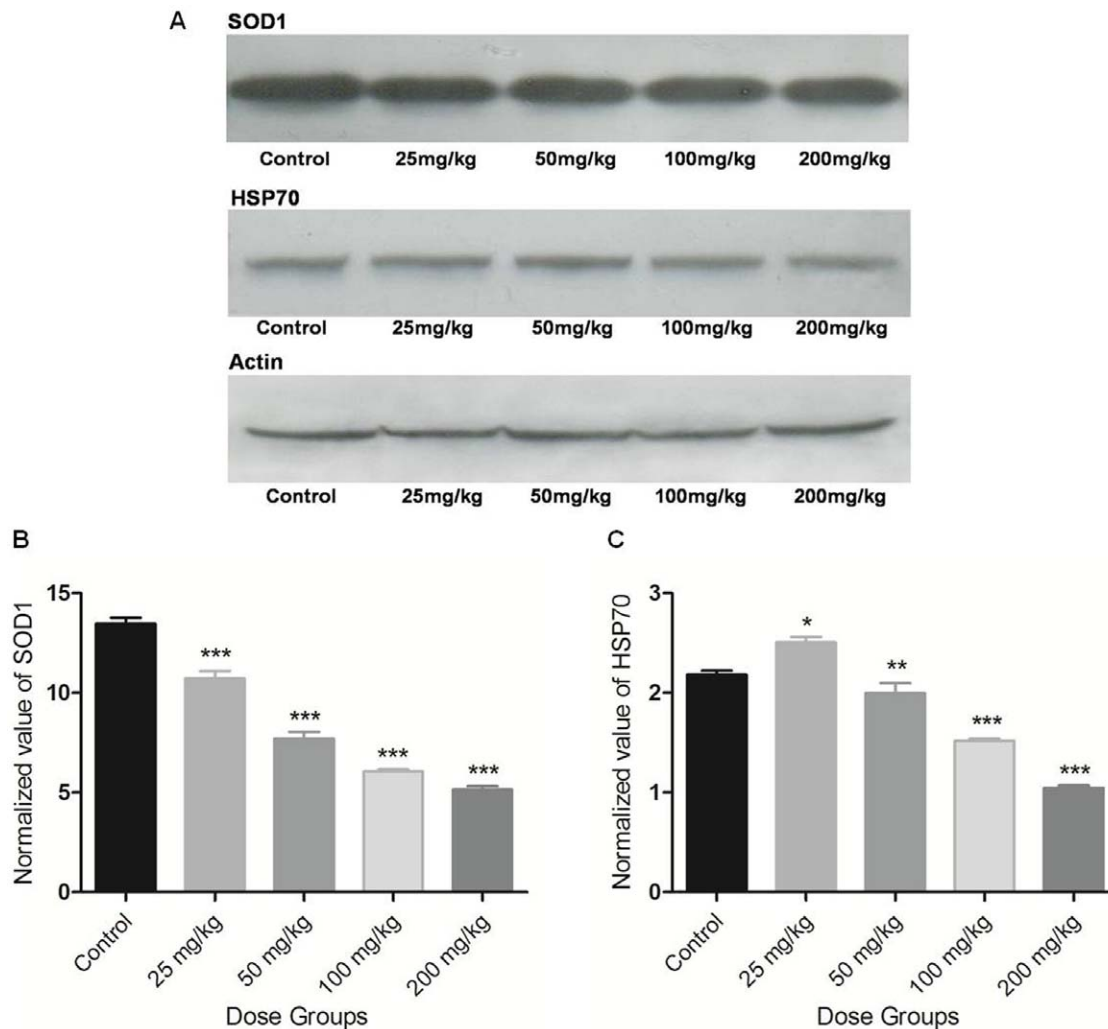 A
SOD1
Control 25mg/kg 50mg/kg 100mg/kg 200mg/kg
HSP70
Control 25mg/kg 50mg/kg 100mg/kg 200mg/kg
Actin
Control 25mg/kg 50mg/kg 100mg/kg 200mg/kg
B
Normalized value of SOD1
15
10
5
0
***
***
***
***
Control
25 mg/kg
50 mg/kg
100 mg/kg
200 mg/kg
Dose Groups
C
Normalized value of HSP70
3
2
1
0
*
**
***
***
Control
25 mg/kg
50 mg/kg
100 mg/kg
200 mg/kg
Dose Groups